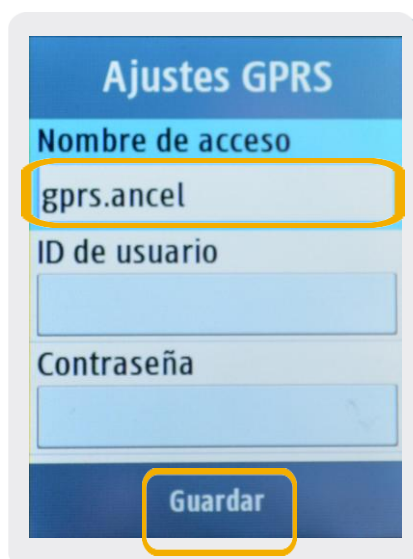 Ajustes GPRS
Nombre de acceso
gprs.ancel
ID de usuario
Contraseña
Guardar